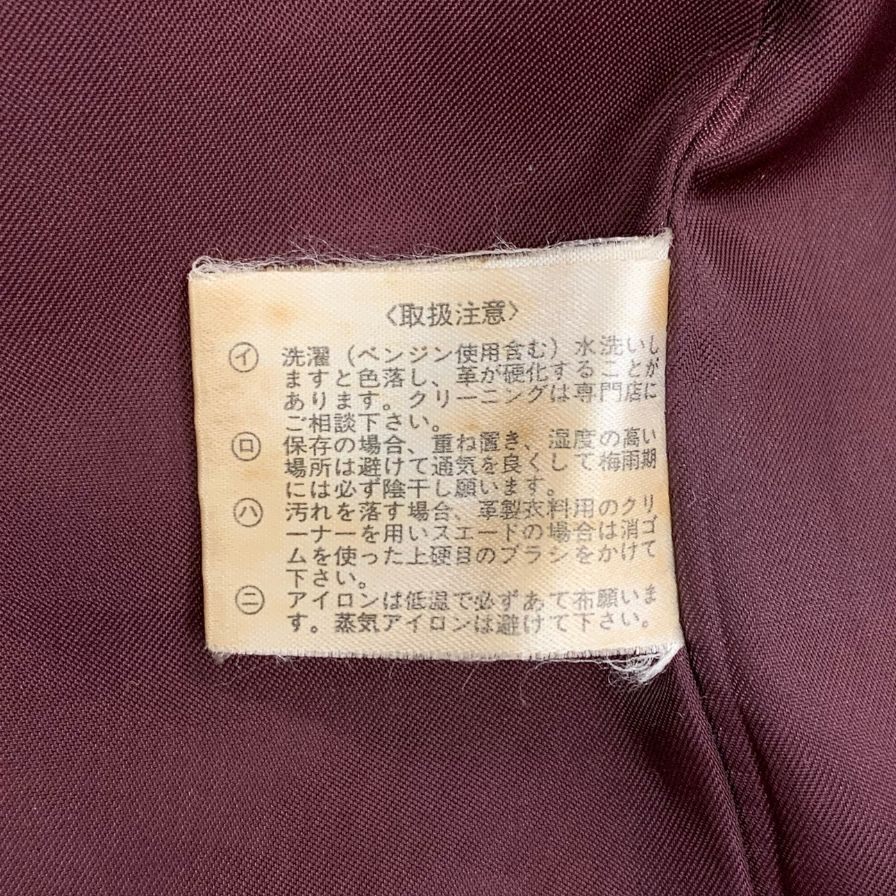 〈取扱注意〉
㋑ 洗濯（ベンジン使用含む）水洗いし
ますと色落し、革が硬化することが
あります。クリーニングは専門店に
ご相談下さい。
㋺ 保存の場合、重ね置き、湿度の高い
場所は避けて通気を良くして梅雨期
には必ず陰干し願います。
㋩ 汚れを落す場合、革製衣料用のクリ
ーナーを用いスエードの場合は消ゴ
ムを使った上硬目のブラシをかけて
下さい。
㋥ アイロンは低温で必ずあて布願いま
す。蒸気アイロンは避けて下さい。